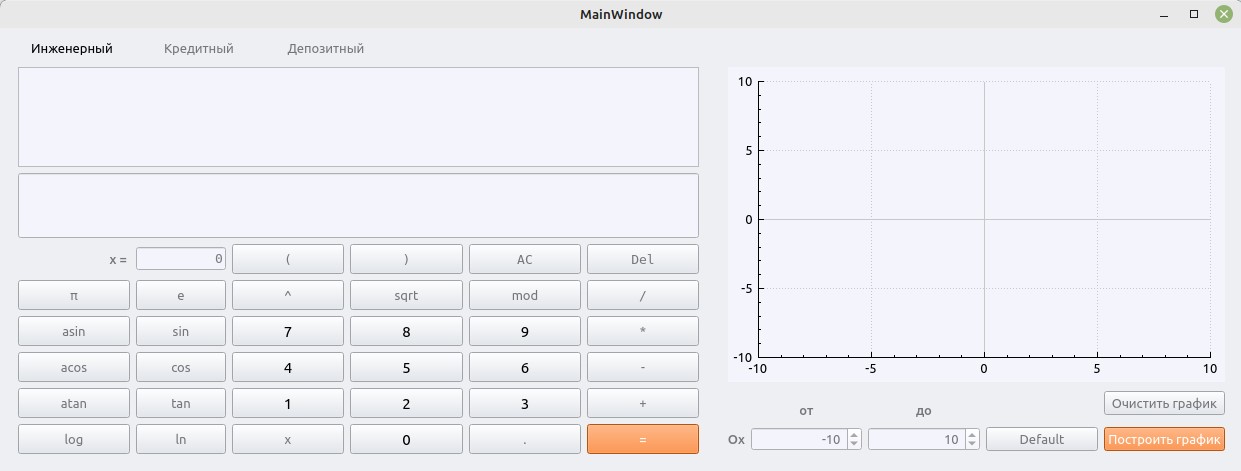 MainWindow
Инженерный Кредитный Депозитный
x = 0 ( ) AC Del
π e ^ sqrt mod /
asin sin 7 8 9 *
acos cos 4 5 6 -
atan tan 1 2 3 +
log ln x 0 . =
10
5
0
-5
-10
-10 -5 0 5 10
от до Очистить график
Ox -10 10 Default Построить график